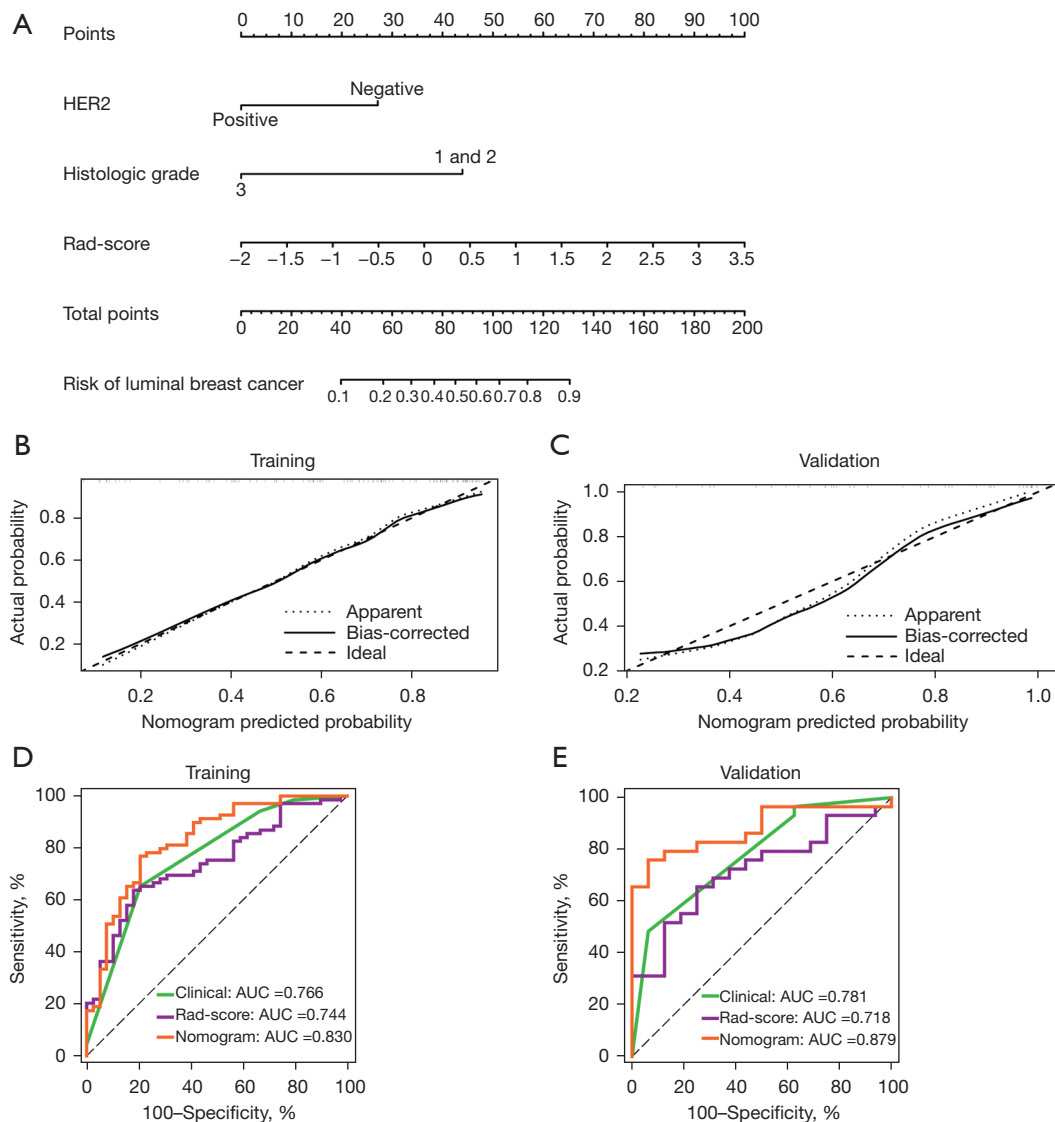 A
Points
0 10 20 30 40 50 60 70 80 90 100
HER2
Negative
Positive
Histologic grade
1 and 2
3
Rad-score
−2 −1.5 −1 −0.5 0 0.5 1 1.5 2 2.5 3 3.5
Total points
0 20 40 60 80 100 120 140 160 180 200
Risk of luminal breast cancer
0.1 0.2 0.3 0.4 0.5 0.6 0.7 0.8 0.9
B
Training
Actual probability
0.8
0.6
0.4
0.2
Apparent
Bias-corrected
Ideal
0.2 0.4 0.6 0.8
Nomogram predicted probability
C
Validation
Actual probability
1.0
0.8
0.6
0.4
0.2
Apparent
Bias-corrected
Ideal
0.2 0.4 0.6 0.8 1.0
Nomogram predicted probability
D
Training
Sensitivity, %
100
80
60
40
20
0
Clinical: AUC =0.766
Rad-score: AUC =0.744
Nomogram: AUC =0.830
0 20 40 60 80 100
100–Specificity, %
E
Validation
Sensitivity, %
100
80
60
40
20
0
Clinical: AUC =0.781
Rad-score: AUC =0.718
Nomogram: AUC =0.879
0 20 40 60 80 100
100–Specificity, %